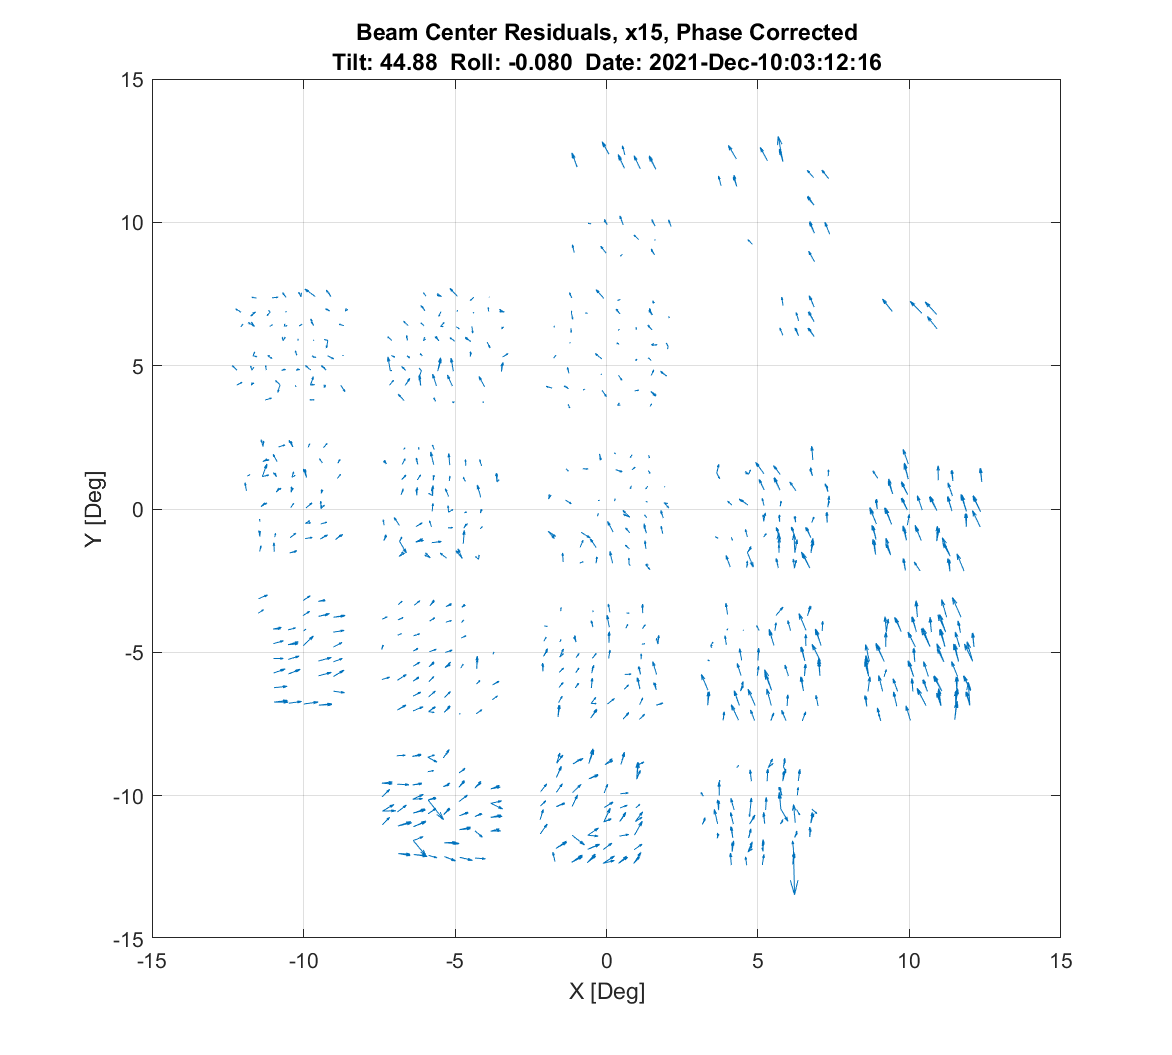 Beam Center Residuals, x15, Phase Corrected
Tilt: 44.88 Roll: -0.080 Date: 2021-Dec-10:03:12:16
15
10
5
0
-5
-10
-15
Y [Deg]
-15 -10 -5 0 5 10 15
X [Deg]